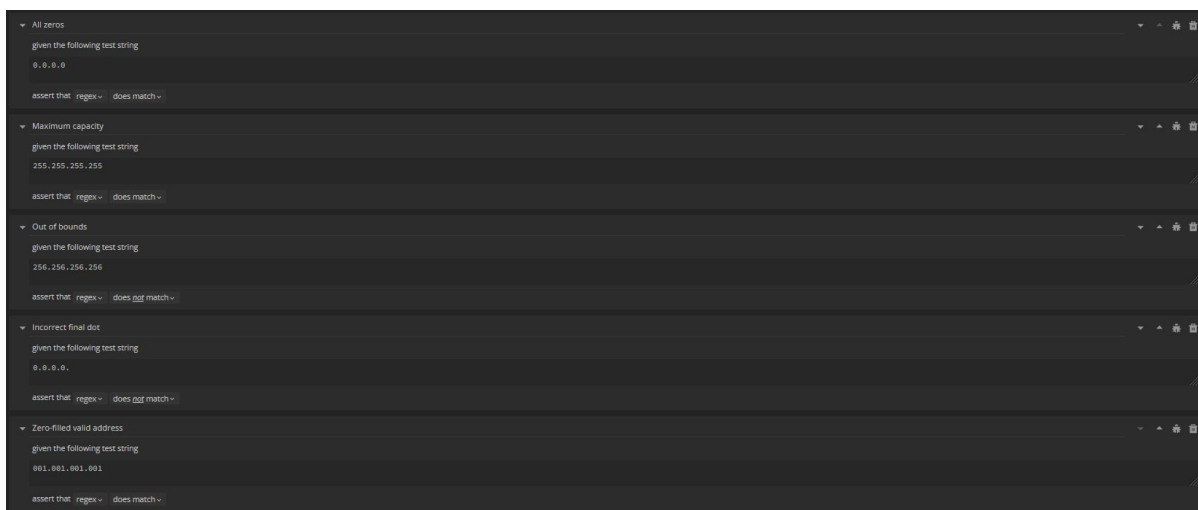 All zeros
given the following test string
0.0.0.0
assert that regex does match
Maximum capacity
given the following test string
255.255.255.255
assert that regex does match
Out of bounds
given the following test string
256.256.256.256
assert that regex does not match
Incorrect final dot
given the following test string
0.0.0.0.
assert that regex does not match
Zero-filled valid address
given the following test string
001.001.001.001
assert that regex does match